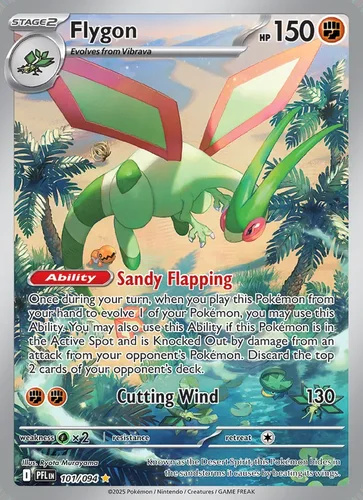 STAGE2
Flygon
HP 150
Evolves from Vibrava
Ability Sandy Flapping
Once during your turn, when you play this Pokémon from
your hand to evolve 1 of your Pokémon, you may use this
Ability. You may also use this Ability if this Pokémon is in
the Active Spot and is Knocked Out by damage from an
attack from your opponent's Pokémon. Discard the top
2 cards of your opponent's deck.
Cutting Wind 130
weakness ×2 resistance retreat
Illus. Ryota Murayama
PFL EN 101/094
Known as the Desert Spirit, this Pokémon hides in
the sandstorms it causes by beating its wings.
©2025 Pokémon / Nintendo / Creatures / GAME FREAK